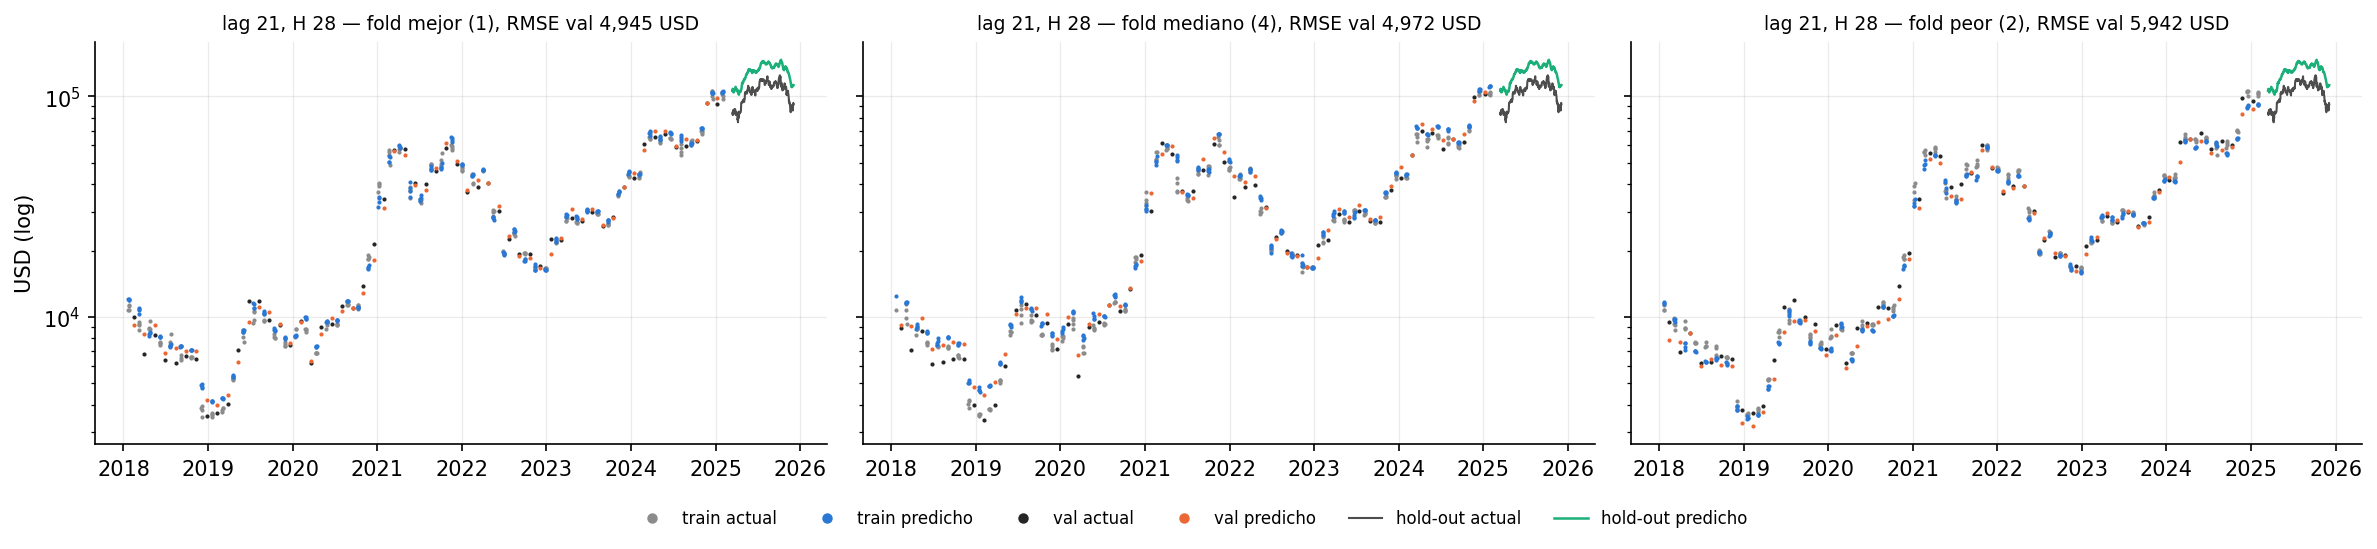 lag 21, H 28 — fold mejor (1), RMSE val 4,945 USD
lag 21, H 28 — fold mediano (4), RMSE val 4,972 USD
lag 21, H 28 — fold peor (2), RMSE val 5,942 USD
USD (log)
10^5
10^4
2018 2019 2020 2021 2022 2023 2024 2025 2026
2018 2019 2020 2021 2022 2023 2024 2025 2026
2018 2019 2020 2021 2022 2023 2024 2025 2026
train actual train predicho val actual val predicho hold-out actual hold-out predicho